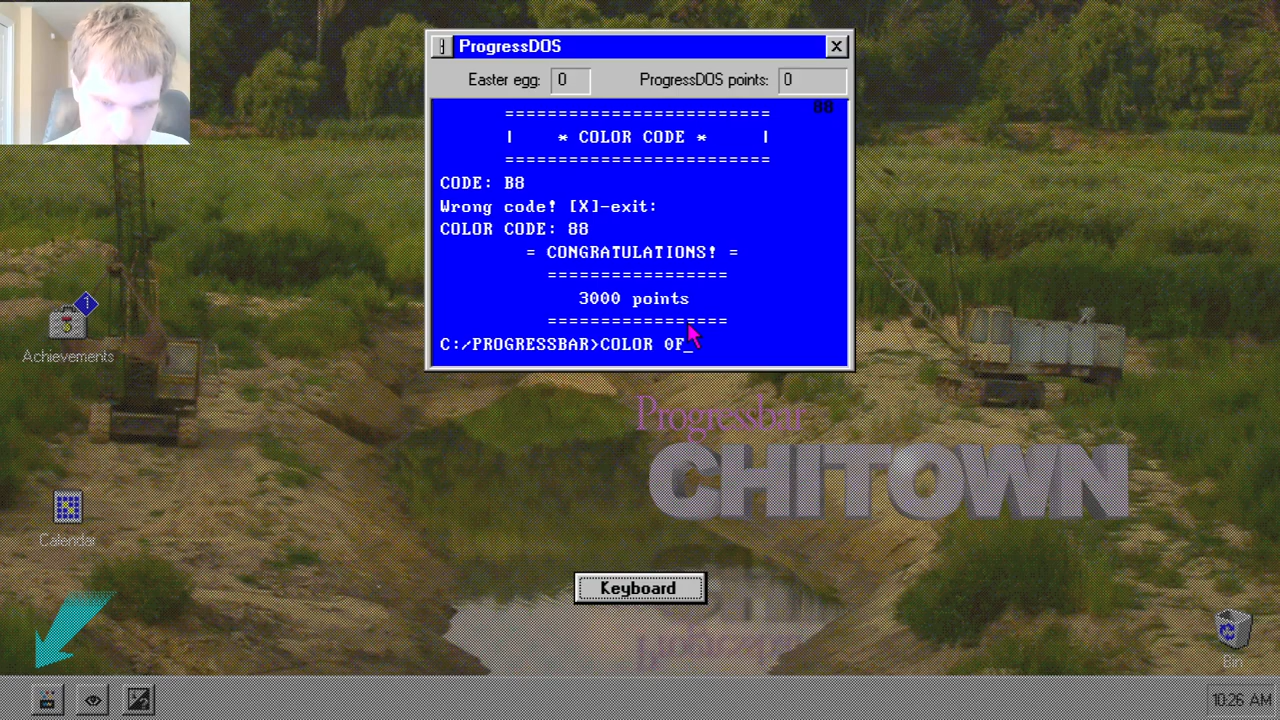 ProgressDOS
Easter egg: 0 ProgressDOS points: 0
88
=========================
| * COLOR CODE * |
=========================
CODE: B8
Wrong code! [X]-exit:
COLOR CODE: 88
= CONGRATULATIONS! =
=================
3000 points
=================
C:/PROGRESSBAR>COLOR 0F_
1
Achievements
Progressbar
CHITOWN
Calendar
Keyboard
Bin
10:26 AM